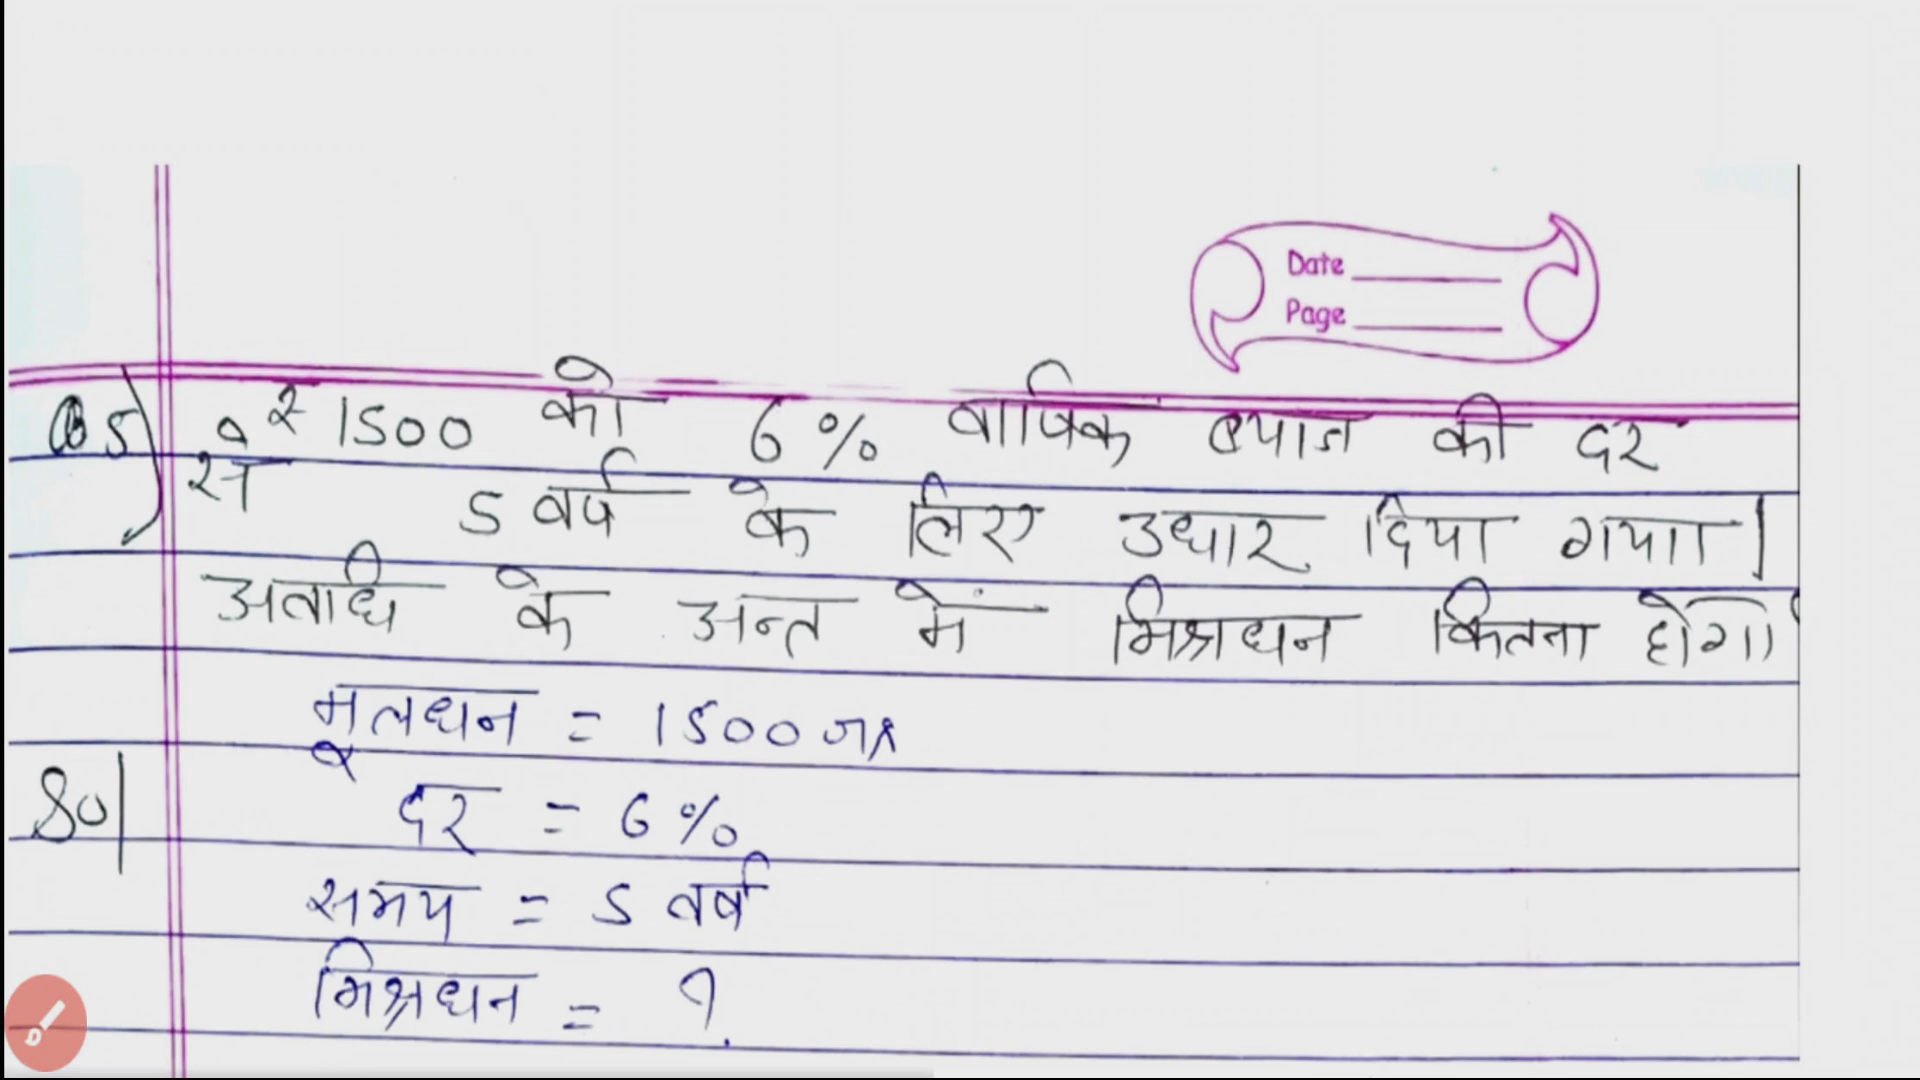 Date
Page
Q5) ₹ 1500 को 6% वार्षिक ब्याज की दर
से 5 वर्ष के लिए उधार दिया गया।
अवधि के अन्त में मिश्रधन कितना होगा
मूलधन = 1500 रु
So|
दर = 6%
समय = 5 वर्ष
मिश्रधन = ?